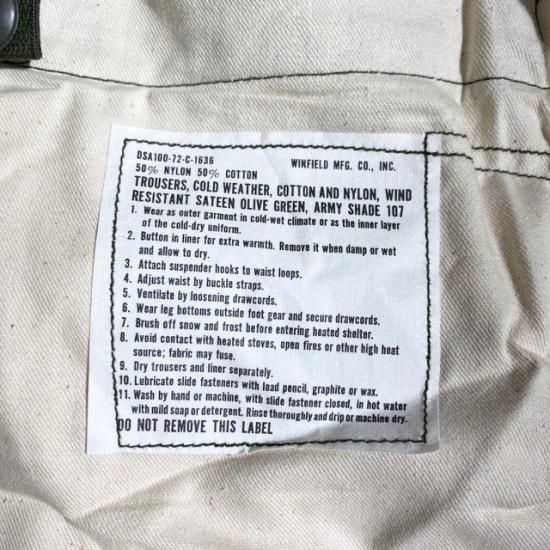 DSA100-72-C-1636 WINFIELD MFG. CO., INC.
50% NYLON 50% COTTON
TROUSERS, COLD WEATHER, COTTON AND NYLON, WIND
RESISTANT SATEEN OLIVE GREEN, ARMY SHADE 107
1. Wear as outer garment in cold-wet climate or as the inner layer
of the cold-dry uniform.
2. Button in liner for extra warmth. Remove it when damp or wet
and allow to dry.
3. Attach suspender hooks to waist loops.
4. Adjust waist by buckle straps.
5. Ventilate by loosening drawcords.
6. Wear leg bottoms outside foot gear and secure drawcords.
7. Brush off snow and frost before entering heated shelter.
8. Avoid contact with heated stoves, open fires or other high heat
source; fabric may fuse.
9. Dry trousers and liner separately.
10. Lubricate slide fasteners with lead pencil, graphite or wax.
11. Wash by hand or machine, with slide fastener closed, in hot water
with mild soap or detergent. Rinse thoroughly and drip or machine dry.
DO NOT REMOVE THIS LABEL